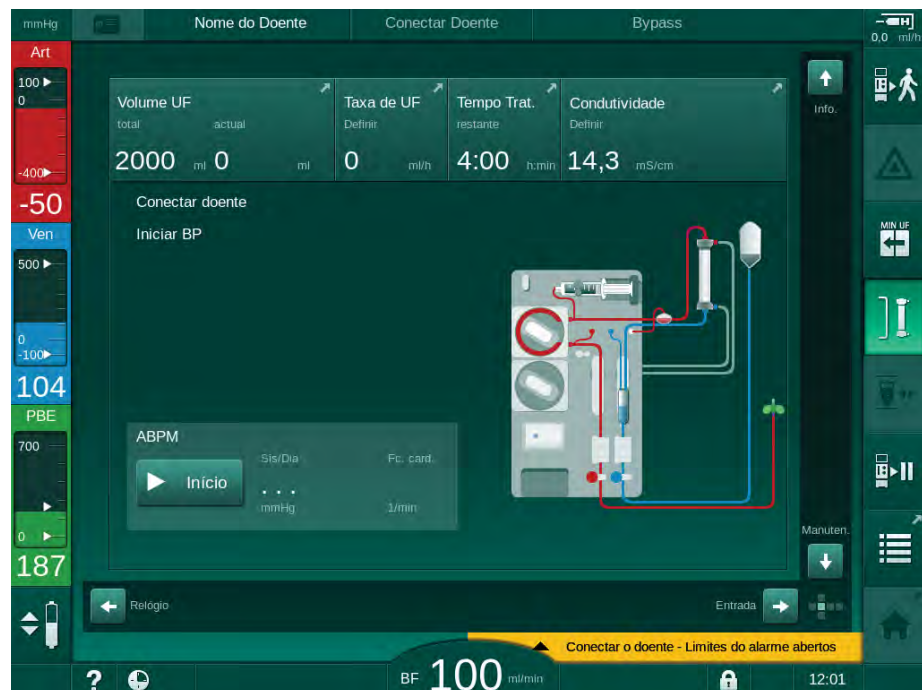 mmHg
Nome do Doente
Conectar Doente
Bypass
0,0 ml/h
Art
100
0
-400
-50
Ven
500
0
-100
104
PBE
700
0
187
Volume UF
total actual
2000 ml 0 ml
Taxa de UF
Definir
0 ml/h
Tempo Trat.
restante
4:00 h:min
Condutividade
Definir
14,3 mS/cm
Info.
Conectar doente
Iniciar BP
ABPM
Início
Sis/Dia
. . .
mmHg
Fc. card.
1/min
MIN UF
Manuten.
Relógio
Entrada
Conectar o doente - Limites do alarme abertos
? BF 100 ml/min 12:01